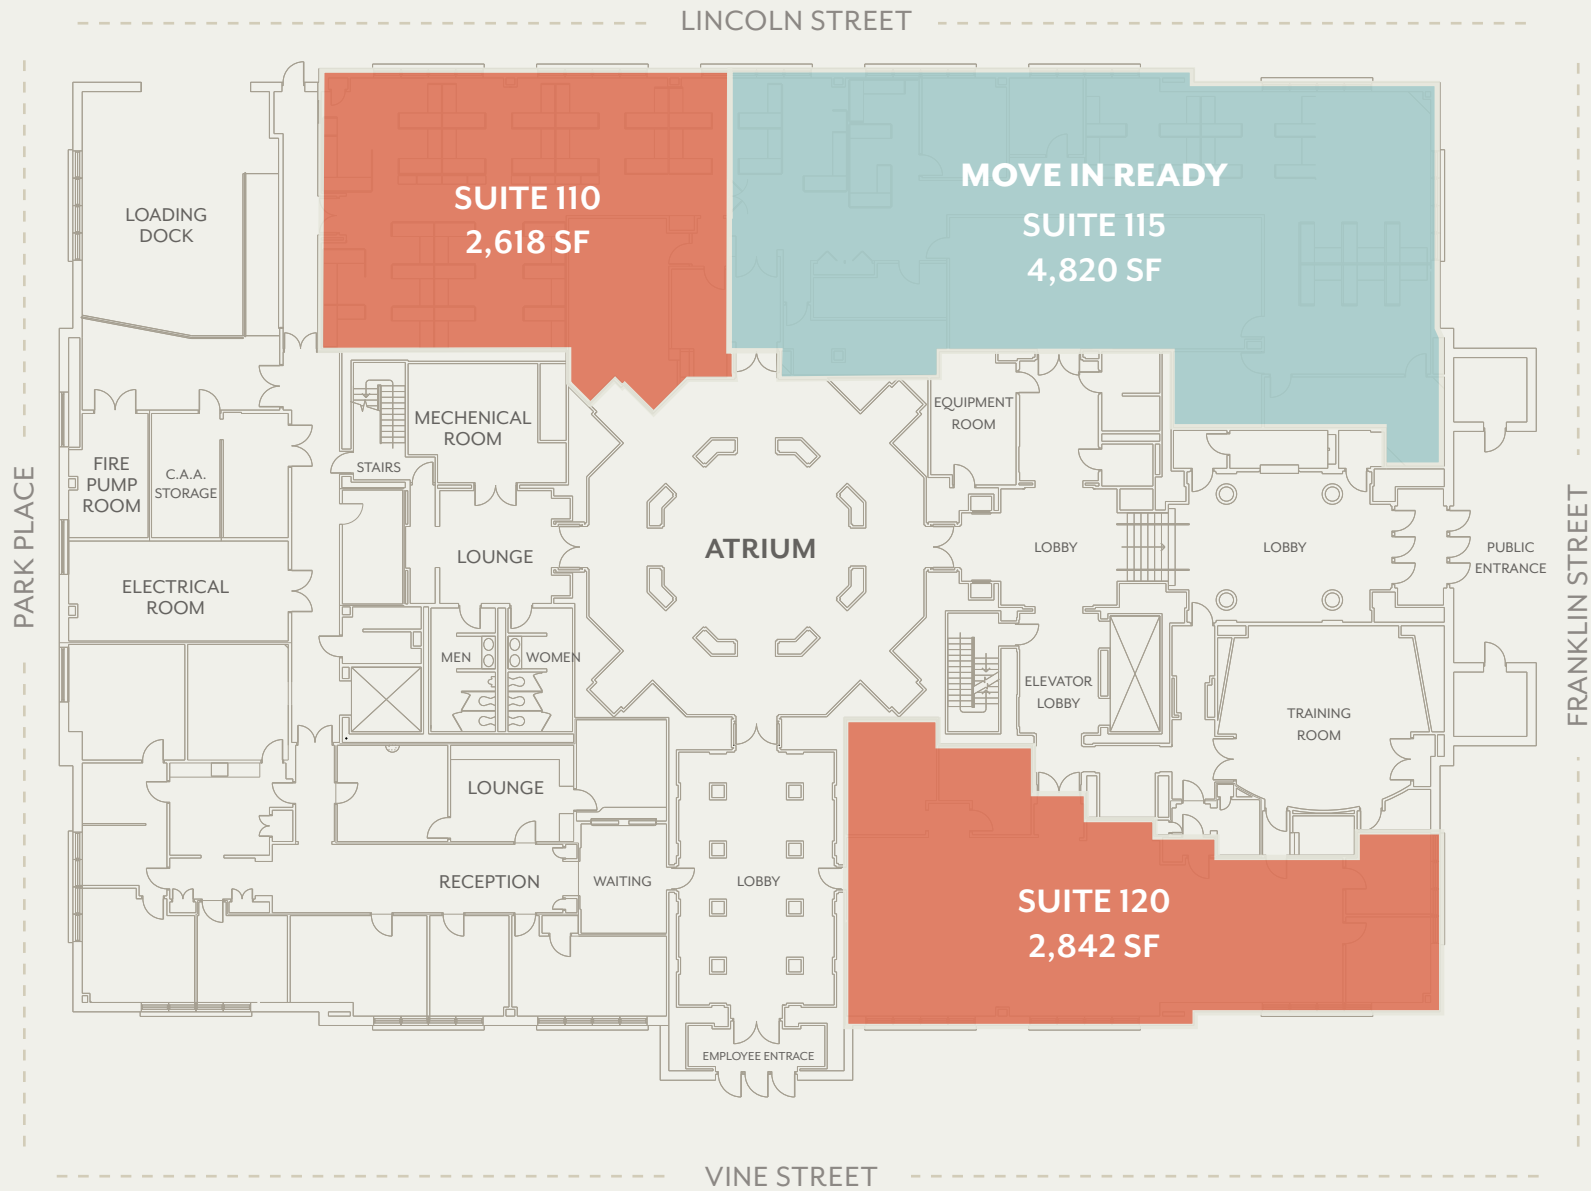 LINCOLN STREET
SUITE 110
2,618 SF
MOVE IN READY
SUITE 115
4,820 SF
LOADING
DOCK
MECHENICAL
ROOM
EQUIPMENT
ROOM
STAIRS
FIRE
PUMP
ROOM
C.A.A.
STORAGE
PARK PLACE
LOUNGE
ATRIUM
LOBBY
LOBBY
PUBLIC
ENTRANCE
FRANKLIN STREET
ELECTRICAL
ROOM
MEN
WOMEN
ELEVATOR
LOBBY
TRAINING
ROOM
LOUNGE
RECEPTION
WAITING
LOBBY
SUITE 120
2,842 SF
EMPLOYEE ENTRACE
VINE STREET